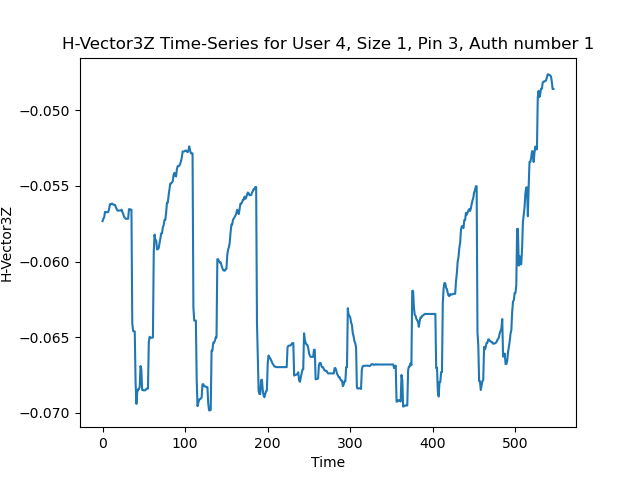 H-Vector3Z Time-Series for User 4, Size 1, Pin 3, Auth number 1
H-Vector3Z
−0.050
−0.055
−0.060
−0.065
−0.070
0 100 200 300 400 500
Time